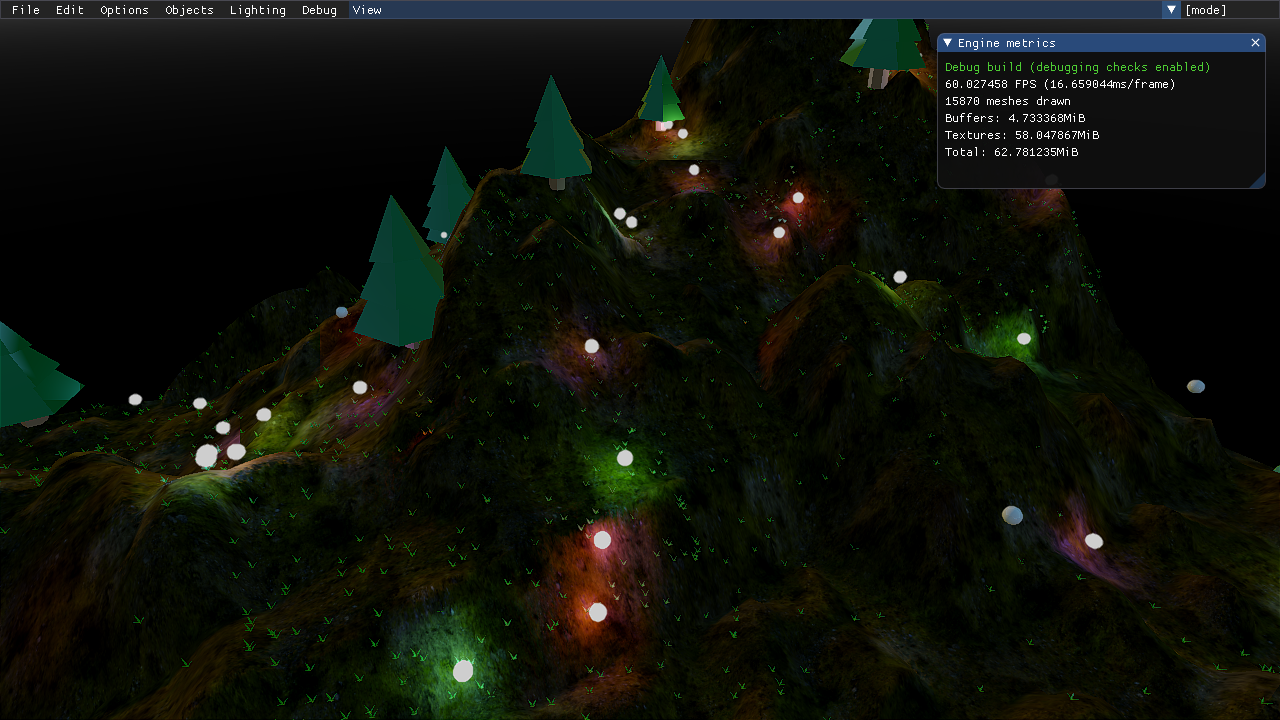 File Edit Options Objects Lighting Debug View [mode]
Engine metrics
Debug build (debugging checks enabled)
60.027458 FPS (16.659044ms/frame)
15870 meshes drawn
Buffers: 4.733368MiB
Textures: 58.047867MiB
Total: 62.781235MiB